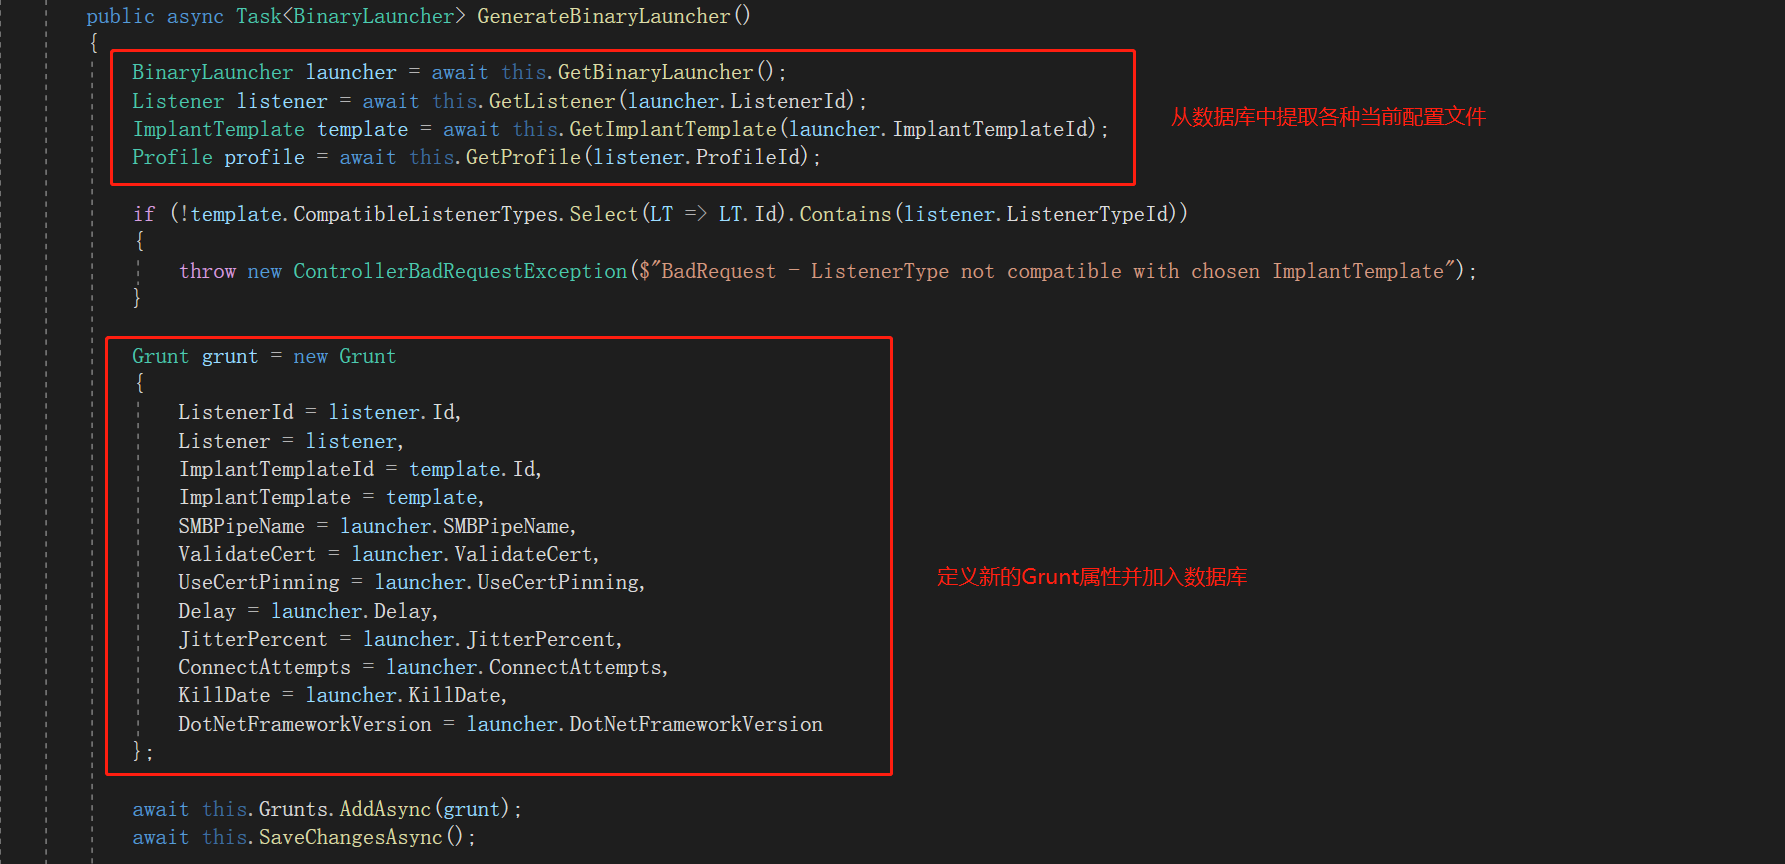 public async Task<BinaryLauncher> GenerateBinaryLauncher()
{
BinaryLauncher launcher = await this.GetBinaryLauncher();
Listener listener = await this.GetListener(launcher.ListenerId);
ImplantTemplate template = await this.GetImplantTemplate(launcher.ImplantTemplateId);
Profile profile = await this.GetProfile(listener.ProfileId);
从数据库中提取各种当前配置文件
if (!template.CompatibleListenerTypes.Select(LT => LT.Id).Contains(listener.ListenerTypeId))
{
throw new ControllerBadRequestException($"BadRequest - ListenerType not compatible with chosen ImplantTemplate");
}
Grunt grunt = new Grunt
{
ListenerId = listener.Id,
Listener = listener,
ImplantTemplateId = template.Id,
ImplantTemplate = template,
SMBPipeName = launcher.SMBPipeName,
ValidateCert = launcher.ValidateCert,
UseCertPinning = launcher.UseCertPinning,
Delay = launcher.Delay,
JitterPercent = launcher.JitterPercent,
ConnectAttempts = launcher.ConnectAttempts,
KillDate = launcher.KillDate,
DotNetFrameworkVersion = launcher.DotNetFrameworkVersion
};
定义新的Grunt属性并加入数据库
await this.Grunts.AddAsync(grunt);
await this.SaveChangesAsync();